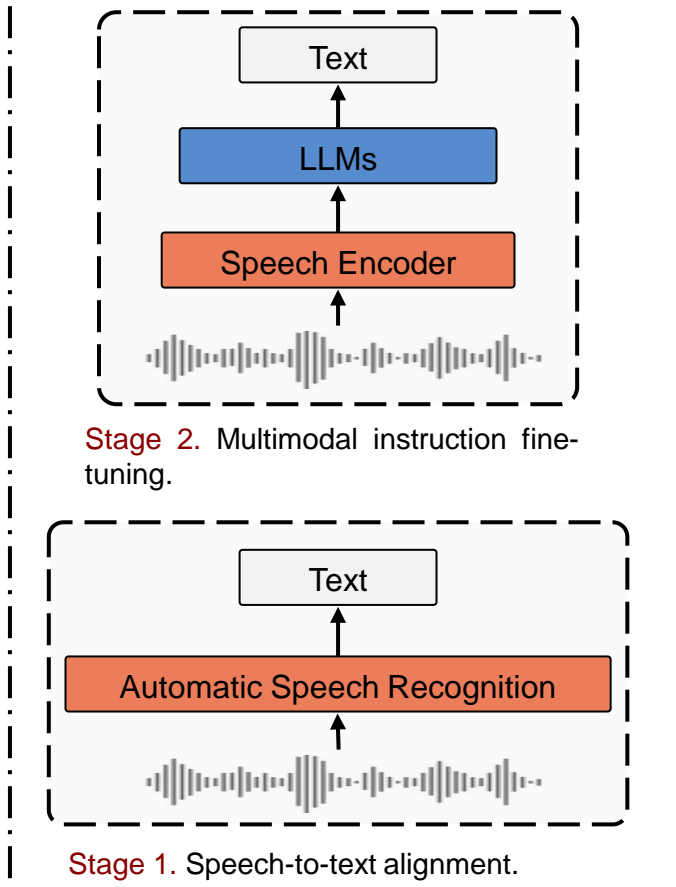 Text
LLMs
Speech Encoder
Stage 2. Multimodal instruction fine-
tuning.
Text
Automatic Speech Recognition
Stage 1. Speech-to-text alignment.